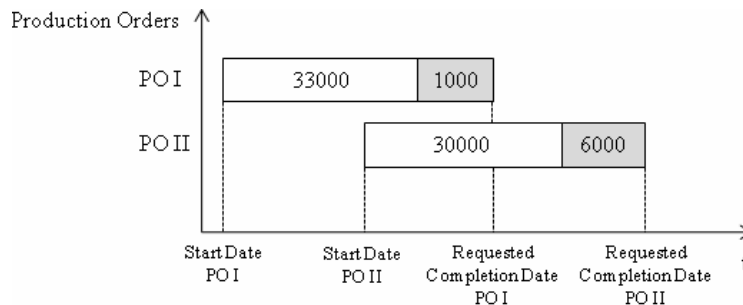 Production Orders
PO I
33000
1000
PO II
30000
6000
Start Date
PO I
Start Date
PO II
Requested
Completion Date
PO I
Requested
Completion Date
PO II
t